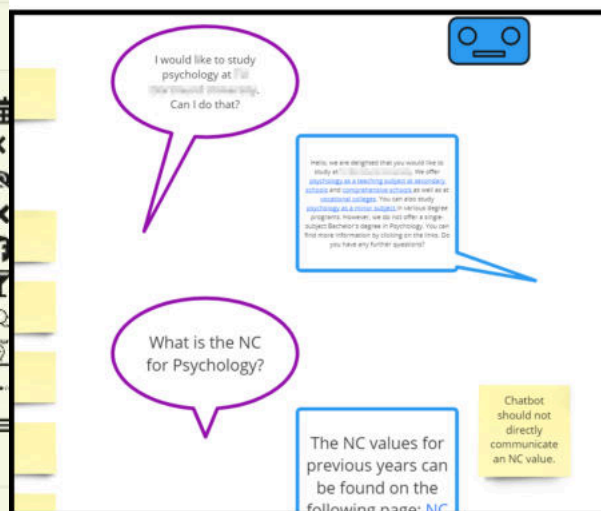 I would like to study
psychology at
Can I do that?
Hello, we are delighted that you would like to
study at We offer
psychology as a teaching subject at secondary
schools and comprehensive schools as well as at
vocational colleges. You can also study
psychology as a minor subject in various degree
programs. However, we do not offer a single-
subject Bachelor's degree in Psychology. You can
find more information by clicking on the links. Do
you have any further questions?
What is the NC
for Psychology?
Chatbot
should not
directly
communicate
an NC value.
The NC values for
previous years can
be found on the
following page: NC